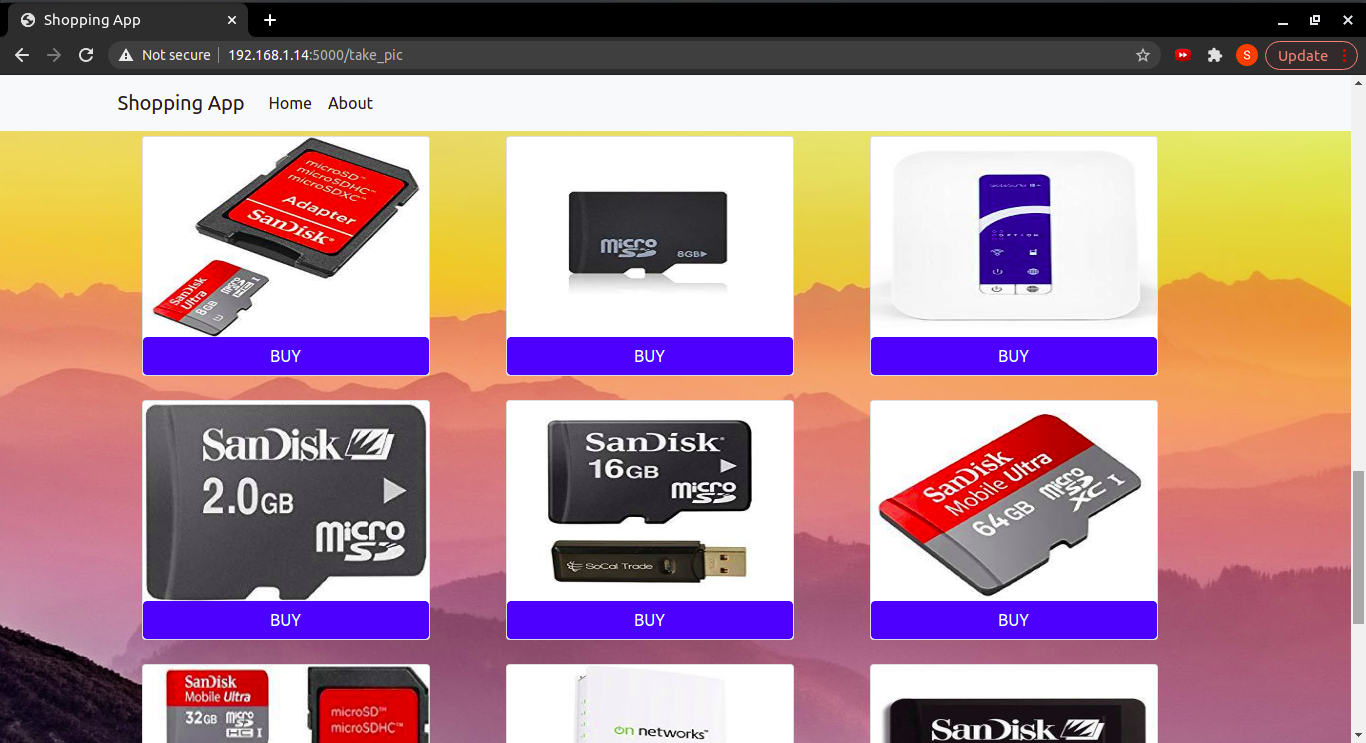 Shopping App
Not secure
192.168.1.14:5000/take_pic
S
Update
Shopping App
Home
About
microSD™
microSDHC™
microSDXC™
Adapter
SanDisk®
SanDisk
Ultra
8GB
micro
SD
HC I
BUY
micro
SD
8GB
BUY
OPTION
BUY
SanDisk
2.0GB
micro
SD
BUY
SanDisk
16GB
micro
SD
SoCal Trade
BUY
SanDisk
Mobile Ultra
64GB
micro
SD
XC I
BUY
SanDisk
Mobile Ultra
32GB
micro
SD
HC I
microSD™
microSDHC™
on networks™
SanDisk